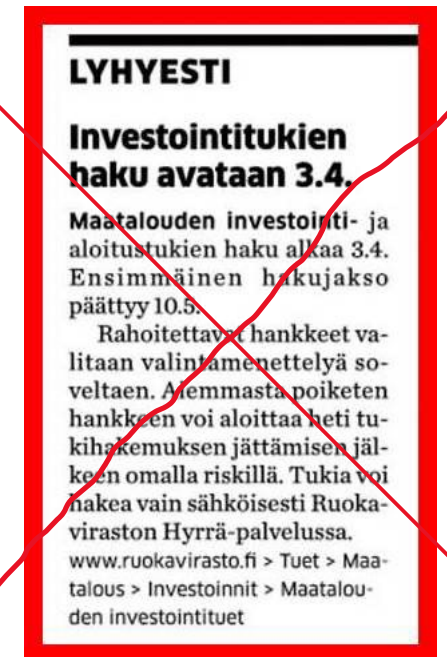 LYHYESTI
Investointitukien
haku avataan 3.4.
Maatalouden investointi- ja
aloitustukien haku alkaa 3.4.
Ensimmäinen hakujakso
päättyy 10.5.
Rahoitettavat hankkeet va-
litaan valintamenettelyä so-
veltaen. Aiemmasta poiketen
hankkeen voi aloittaa heti tu-
kihakemuksen jättämisen jäl-
keen omalla riskillä. Tukia voi
hakea vain sähköisesti Ruoka-
viraston Hyrrä-palvelussa.
www.ruokavirasto.fi > Tuet > Maa-
talous > Investoinnit > Maatalou-
den investointituet